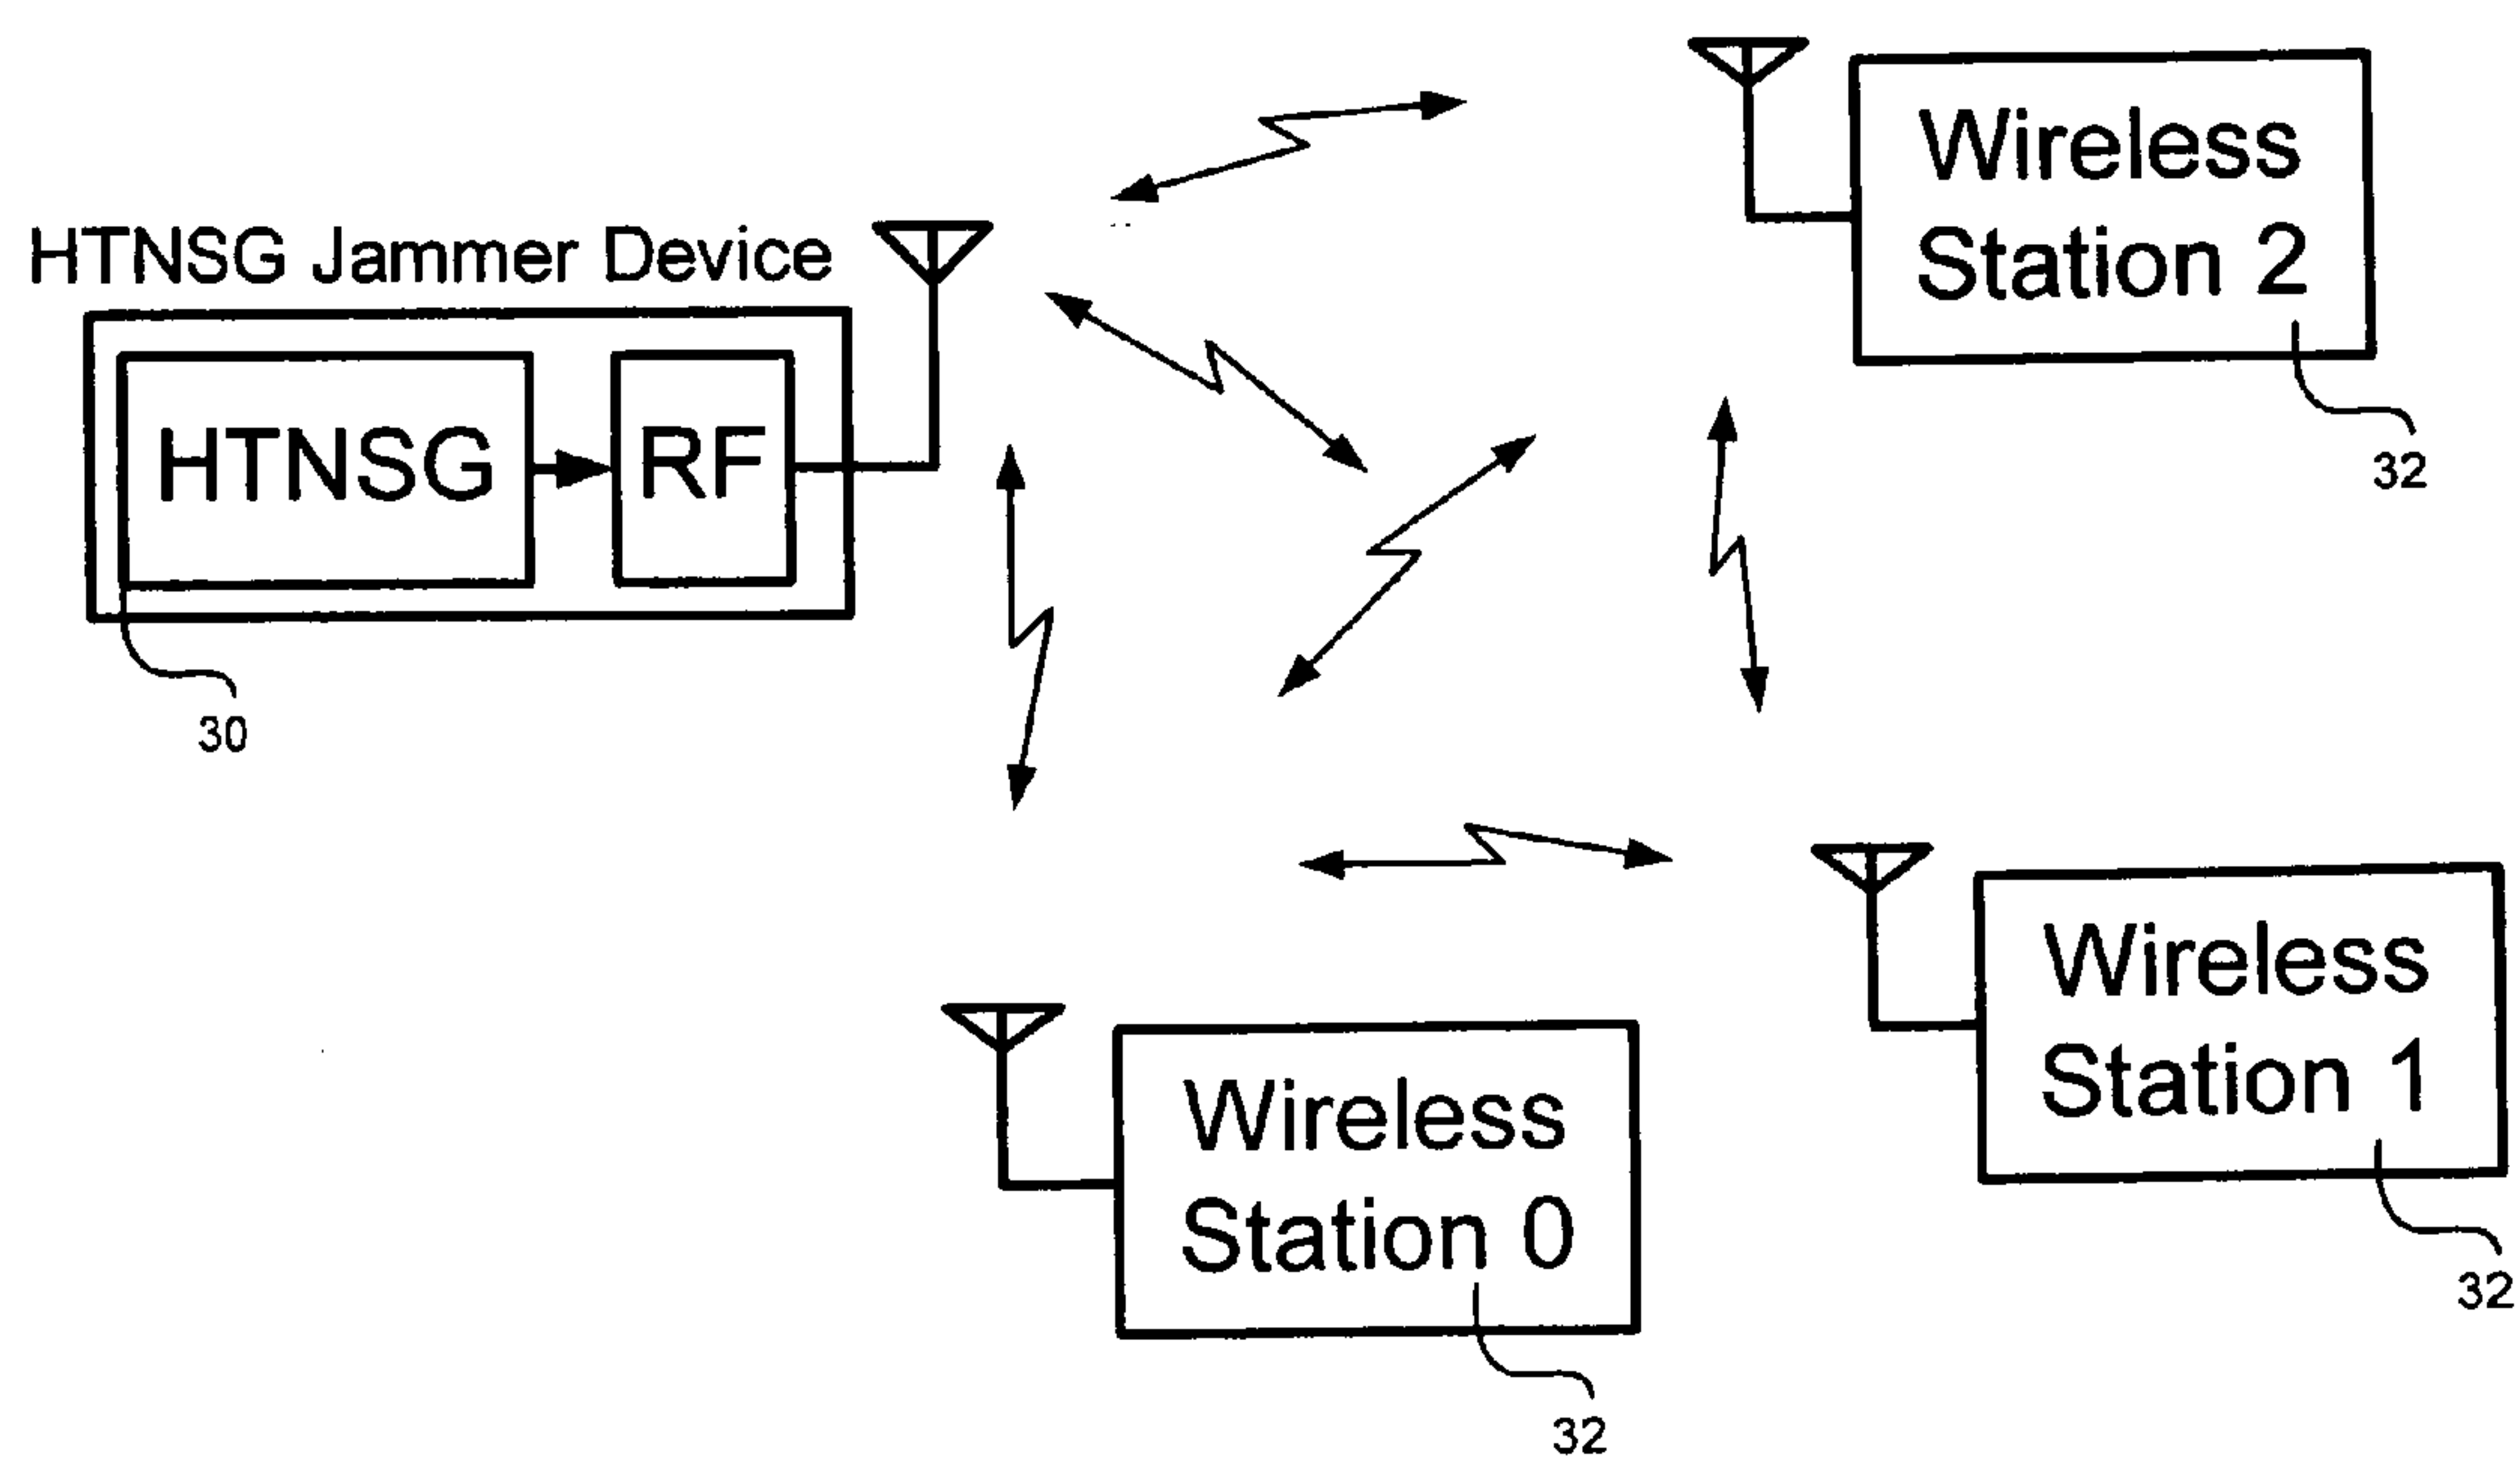 Wireless
Station 2
32
HTNSG Jammer Device
HTNSG
RF
30
Wireless
Station 1
32
Wireless
Station 0
32